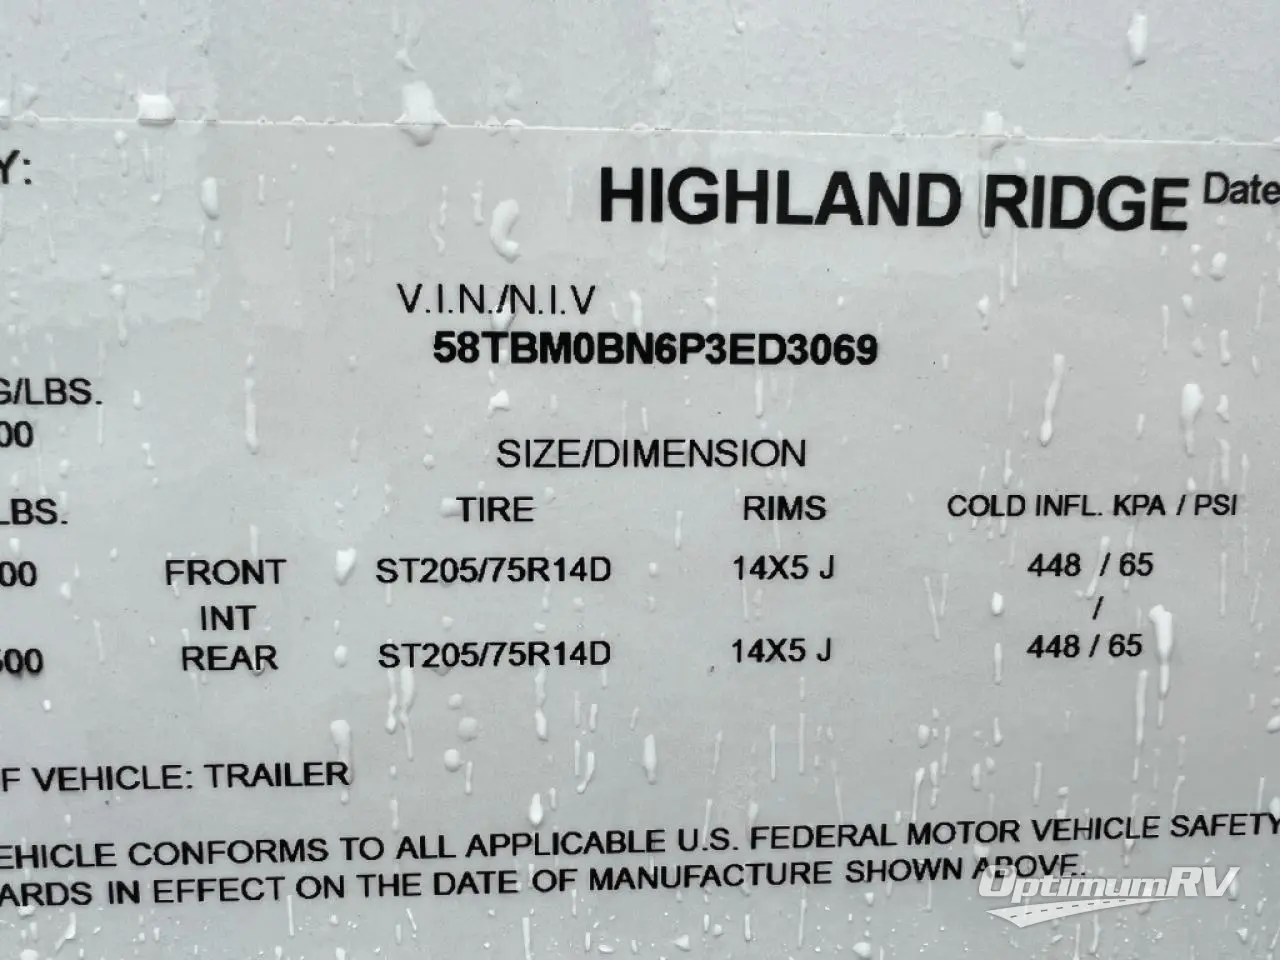 Y:
HIGHLAND RIDGE Date
V.I.N./N.I.V
58TBM0BN6P3ED3069
G/LBS.
00
SIZE/DIMENSION
LBS.
TIRE RIMS COLD INFL. KPA / PSI
00 FRONT ST205/75R14D 14X5 J 448 / 65
INT /
500 REAR ST205/75R14D 14X5 J 448 / 65
F VEHICLE: TRAILER
EHICLE CONFORMS TO ALL APPLICABLE U.S. FEDERAL MOTOR VEHICLE SAFETY
ARDS IN EFFECT ON THE DATE OF MANUFACTURE SHOWN ABOVE.
OptimumRV